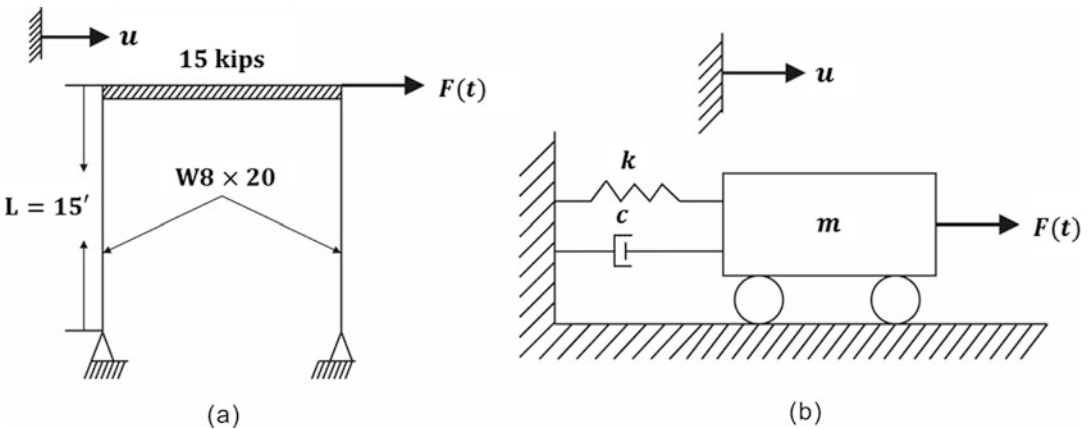 u
15 kips
F(t)
W8 × 20
L = 15′
(a)
u
k
c
m
F(t)
(b)